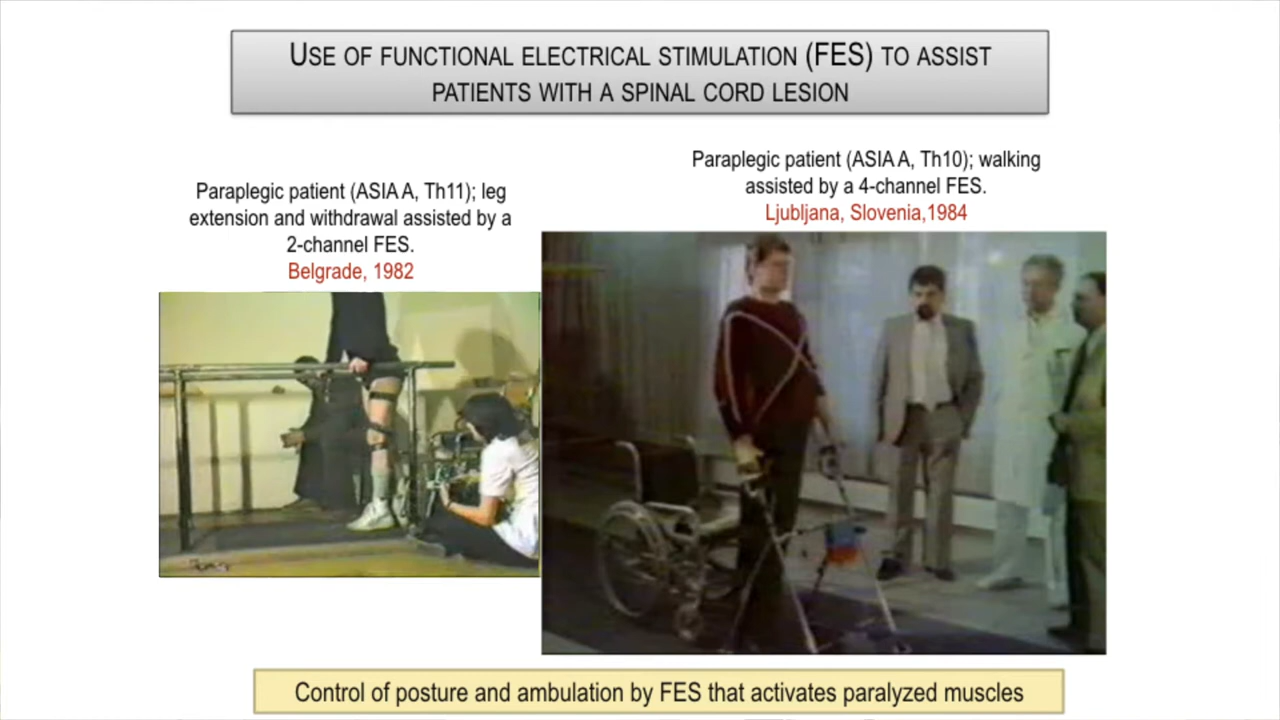 USE OF FUNCTIONAL ELECTRICAL STIMULATION (FES) TO ASSIST
PATIENTS WITH A SPINAL CORD LESION
Paraplegic patient (ASIA A, Th11); leg
extension and withdrawal assisted by a
2-channel FES.
Belgrade, 1982
Paraplegic patient (ASIA A, Th10); walking
assisted by a 4-channel FES.
Ljubljana, Slovenia,1984
Control of posture and ambulation by FES that activates paralyzed muscles